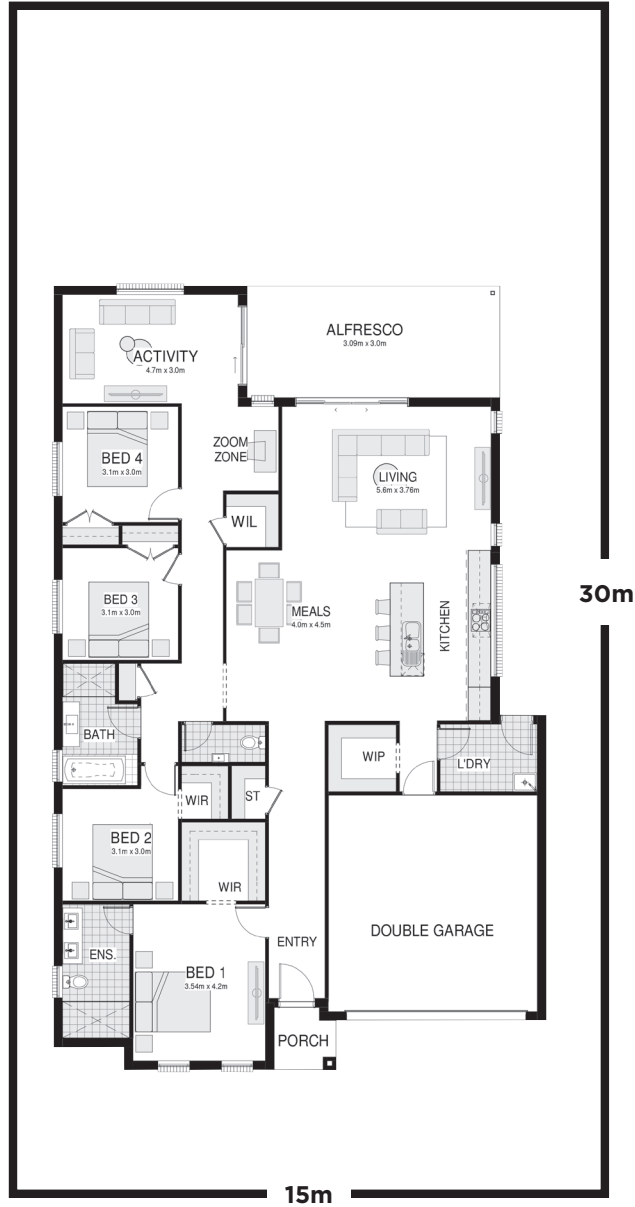 ALFRESCO
3.09m x 3.0m
ACTIVITY
4.7m x 3.0m
ZOOM
ZONE
BED 4
3.1m x 3.0m
LIVING
5.6m x 3.76m
WIL
30m
BED 3
3.1m x 3.0m
MEALS
4.0m x 4.5m
KITCHEN
BATH
WIP
L'DRY
WIR
ST
BED 2
3.1m x 3.0m
WIR
ENS.
ENTRY
DOUBLE GARAGE
BED 1
3.54m x 4.2m
PORCH
15m